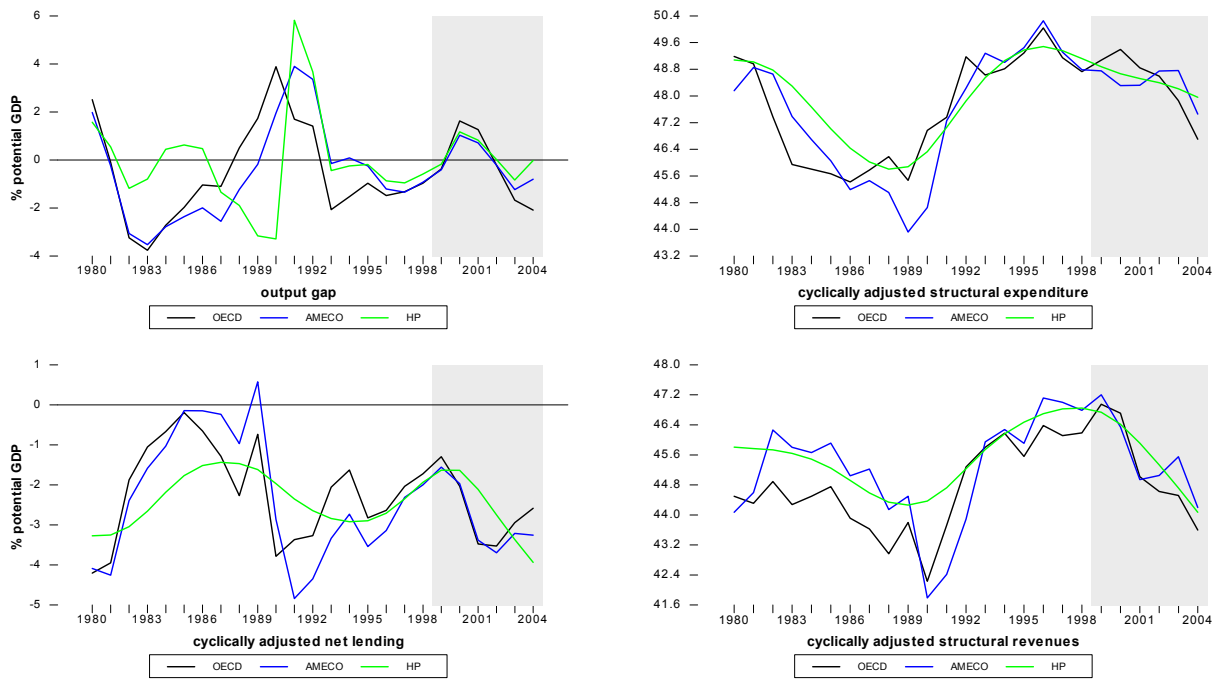 6
4
2
0
-2
-4
% potential GDP
1980 1983 1986 1989 1992 1995 1998 2001 2004
output gap
OECD AMECO HP
50.4
49.6
48.8
48.0
47.2
46.4
45.6
44.8
44.0
43.2
1980 1983 1986 1989 1992 1995 1998 2001 2004
cyclically adjusted structural expenditure
OECD AMECO HP
1
0
-1
-2
-3
-4
-5
% potential GDP
1980 1983 1986 1989 1992 1995 1998 2001 2004
cyclically adjusted net lending
OECD AMECO HP
48.0
47.2
46.4
45.6
44.8
44.0
43.2
42.4
41.6
1980 1983 1986 1989 1992 1995 1998 2001 2004
cyclically adjusted structural revenues
OECD AMECO HP